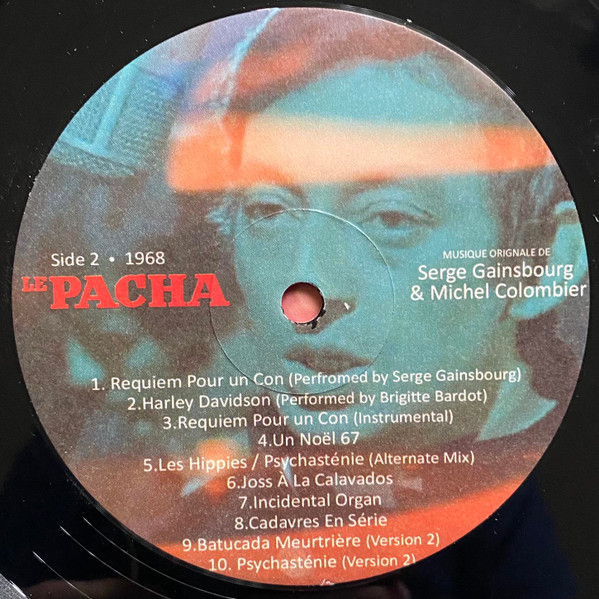 Side 2 • 1968
LE PACHA
MUSIQUE ORIGNALE DE
Serge Gainsbourg
& Michel Colombier
1. Requiem Pour un Con (Perfromed by Serge Gainsbourg)
2.Harley Davidson (Performed by Brigitte Bardot)
3.Requiem Pour un Con (Instrumental)
4.Un Noël 67
5.Les Hippies / Psychasténie (Alternate Mix)
6.Joss À La Calavados
7.Incidental Organ
8.Cadavres En Série
9.Batucada Meurtrière (Version 2)
10. Psychasténie (Version 2)